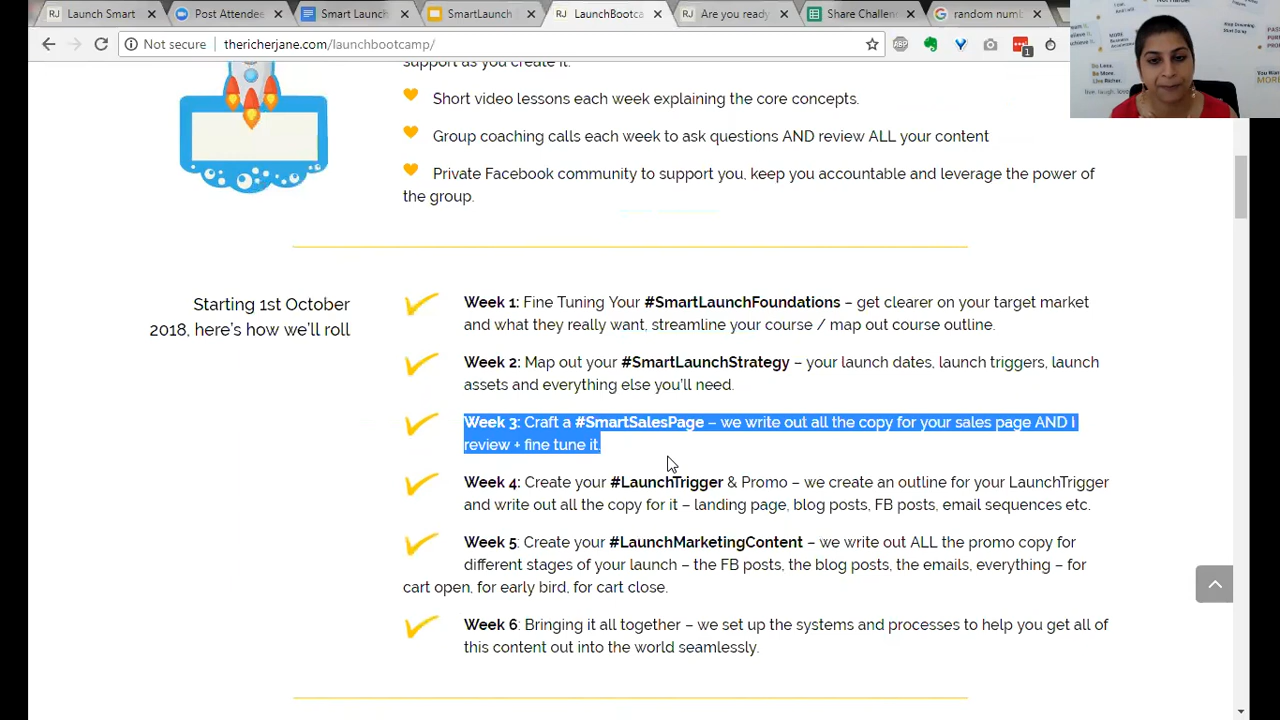 Launch Smart
Post Attendee
Smart Launch
SmartLaunch
LaunchBootca
Are you ready
Share Challen
random numb
Not secure
thericherjane.com/launchbootcamp/
ABP
1
support as you create it.
Short video lessons each week explaining the core concepts.
Group coaching calls each week to ask questions AND review ALL your content
Private Facebook community to support you, keep you accountable and leverage the power of
the group.
Starting 1st October
2018, here's how we'll roll
Week 1: Fine Tuning Your #SmartLaunchFoundations – get clearer on your target market
and what they really want, streamline your course / map out course outline.
Week 2: Map out your #SmartLaunchStrategy – your launch dates, launch triggers, launch
assets and everything else you'll need.
Week 3: Craft a #SmartSalesPage – we write out all the copy for your sales page AND I
review + fine tune it.
Week 4: Create your #LaunchTrigger & Promo – we create an outline for your LaunchTrigger
and write out all the copy for it – landing page, blog posts, FB posts, email sequences etc.
Week 5: Create your #LaunchMarketingContent – we write out ALL the promo copy for
different stages of your launch – the FB posts, the blog posts, the emails, everything – for
cart open, for early bird, for cart close.
Week 6: Bringing it all together – we set up the systems and processes to help you get all of
this content out into the world seamlessly.